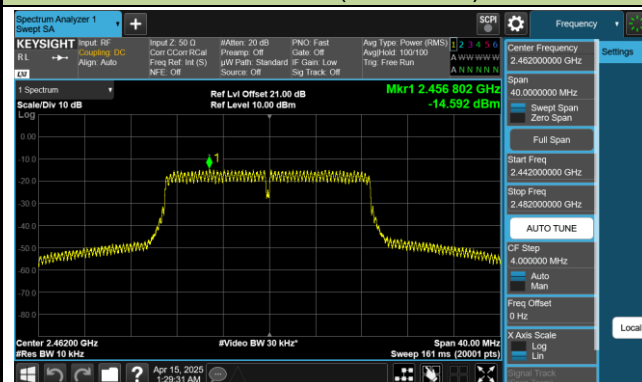 Spectrum Analyzer 1
Swept SA
SCPI
Frequency
KEYSIGHT
RL
Input: RF
Coupling: DC
Align: Auto
Input Z: 50 Ω
Corr CCorr RCal
Freq Ref: Int (S)
NFE: Off
#Atten: 20 dB
Preamp: Off
µW Path: Standard
Source: Off
PNO: Fast
Gate: Off
IF Gain: Low
Sig Track: Off
Avg Type: Power (RMS)
Avg|Hold: 100/100
Trig: Free Run
1 2 3 4 5 6
A W W W W W
A N N N N N
LXI
1 Spectrum
Scale/Div 10 dB
Log
Ref Lvl Offset 21.00 dB
Ref Level 10.00 dBm
Mkr1 2.456 802 GHz
-14.592 dBm
1
0.00
-10.0
-20.0
-30.0
-40.0
-50.0
-60.0
-70.0
-80.0
Center 2.46200 GHz
#Res BW 10 kHz
#Video BW 30 kHz*
Span 40.00 MHz
Sweep 161 ms (20001 pts)
Apr 15, 2025
1:29:31 AM
Center Frequency
2.462000000 GHz
Span
40.0000000 MHz
Swept Span
Zero Span
Full Span
Start Freq
2.442000000 GHz
Stop Freq
2.482000000 GHz
AUTO TUNE
CF Step
4.000000 MHz
Auto
Man
Freq Offset
0 Hz
X Axis Scale
Log
Lin
Signal Track
Settings
Local